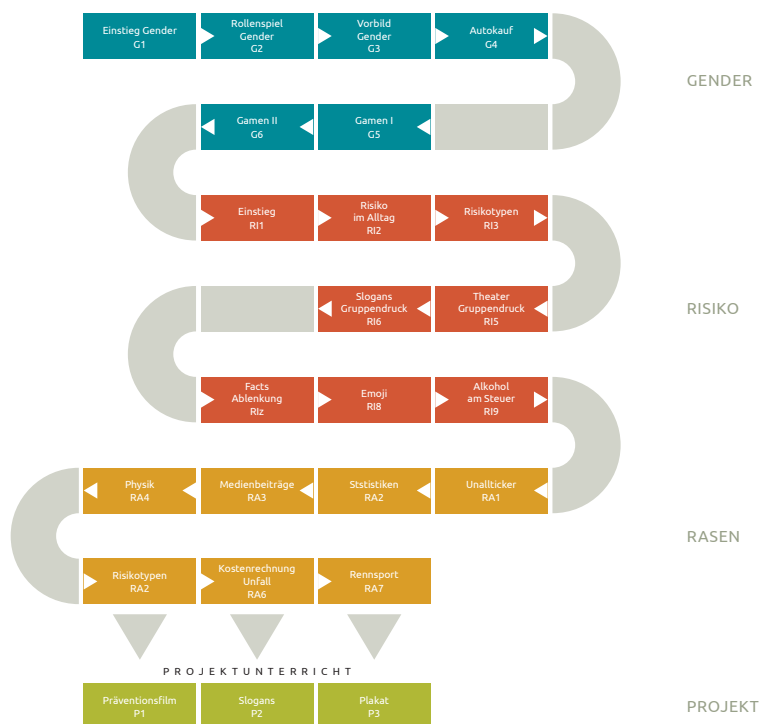 Einstieg Gender
G1
Rollenspiel
Gender
G2
Vorbild
Gender
G3
Autokauf
G4
GENDER
Gamen II
G6
Gamen I
G5
Einstieg
RI1
Risiko
im Alltag
RI2
Risikotypen
RI3
Slogans
Gruppendruck
RI6
Theater
Gruppendruck
RI5
RISIKO
Facts
Ablenkung
RIz
Emoji
RI8
Alkohol
am Steuer
RI9
Physik
RA4
Medienbeiträge
RA3
Ststistiken
RA2
Unallticker
RA1
RASEN
Risikotypen
RA2
Kostenrechnung
Unfall
RA6
Rennsport
RA7
PROJEKTUNTERRICHT
Präventionsfilm
P1
Slogans
P2
Plakat
P3
PROJEKT